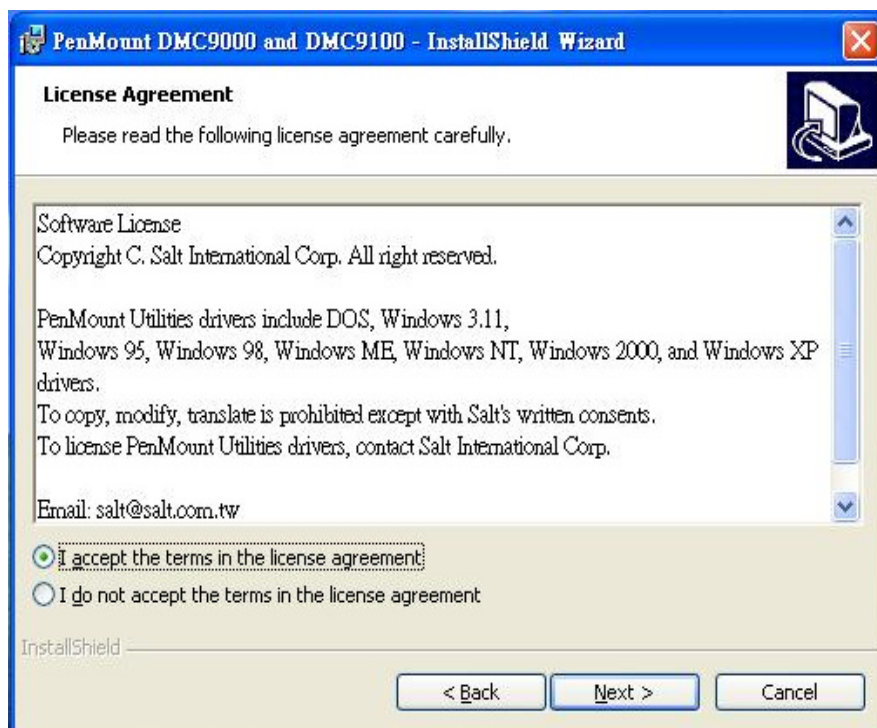 PenMount DMC9000 and DMC9100 - InstallShield Wizard
License Agreement
Please read the following license agreement carefully.
Software License
Copyright C. Salt International Corp. All right reserved.
PenMount Utilities drivers include DOS, Windows 3.11,
Windows 95, Windows 98, Windows ME, Windows NT, Windows 2000, and Windows XP
drivers.
To copy, modify, translate is prohibited except with Salt's written consents.
To license PenMount Utilities drivers, contact Salt International Corp.
Email: salt@salt.com.tw
I accept the terms in the license agreement
I do not accept the terms in the license agreement
InstallShield
< Back Next > Cancel